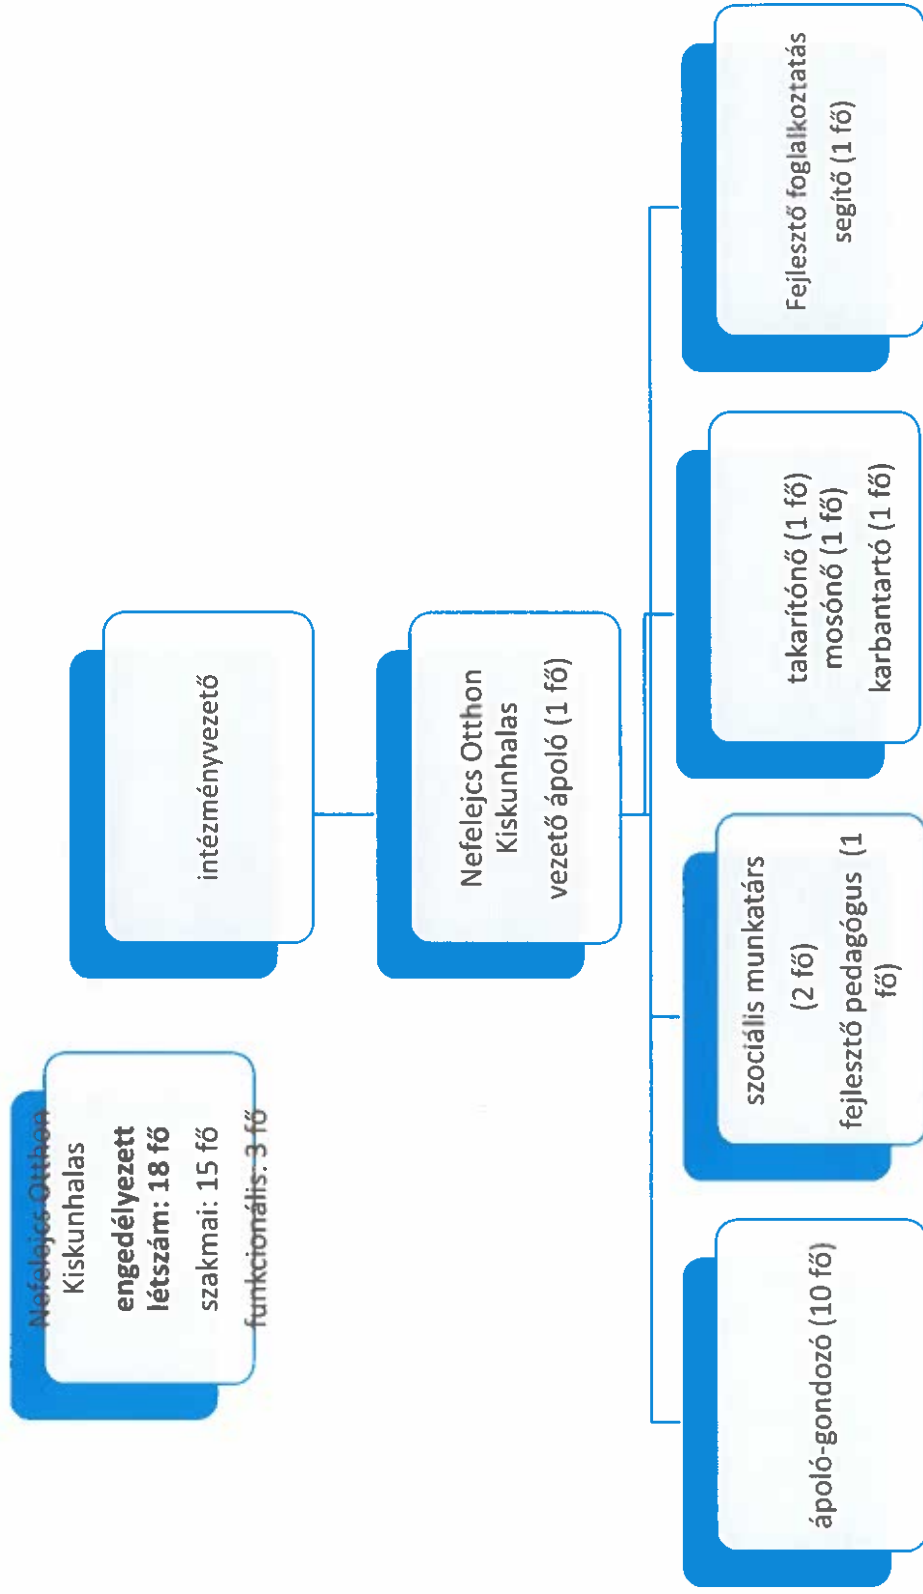 Nefelejcs Otthon
Kiskunhalas
engedélyezett
létszám: 18 fő
szakmai: 15 fő
funkcionális: 3 fő
intézményvezető
Nefelejcs Otthon
Kiskunhalas
vezető ápoló (1 fő)
ápoló-gondozó (10 fő)
szociális munkatárs
(2 fő)
fejlesztő pedagógus (1
fő)
takarítónő (1 fő)
mosónő (1 fő)
karbantartó (1 fő)
Fejlesztő foglalkoztatás
segítő (1 fő)